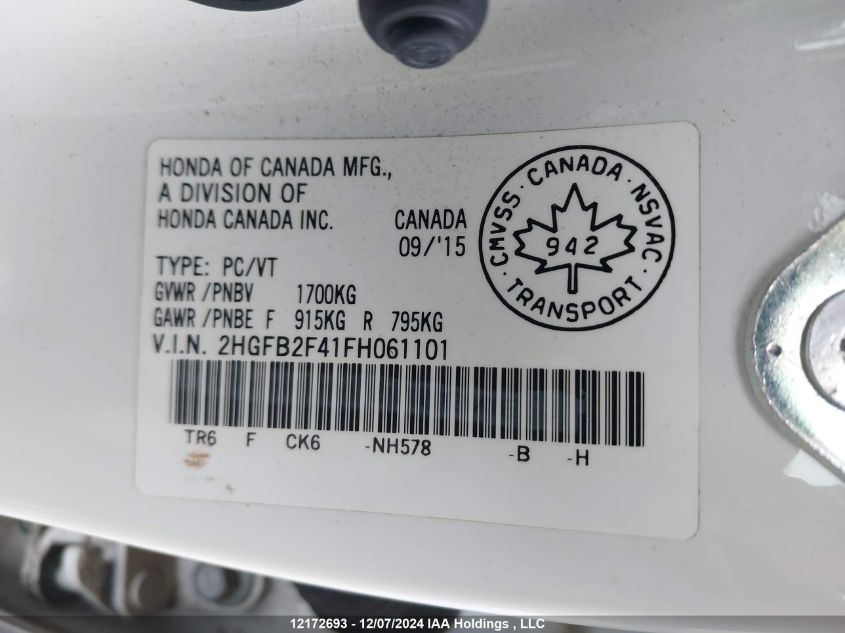 HONDA OF CANADA MFG.,
A DIVISION OF
HONDA CANADA INC. CANADA
09/'15
TYPE: PC/VT
GVWR /PNBV 1700KG
GAWR /PNBE F 915KG R 795KG
V.I.N. 2HGFB2F41FH061101
TR6 F CK6 -NH578 -B -H
CMVSS · CANADA · NSVAC · TRANSPORT ·
942
12172693 - 12/07/2024 IAA Holdings , LLC